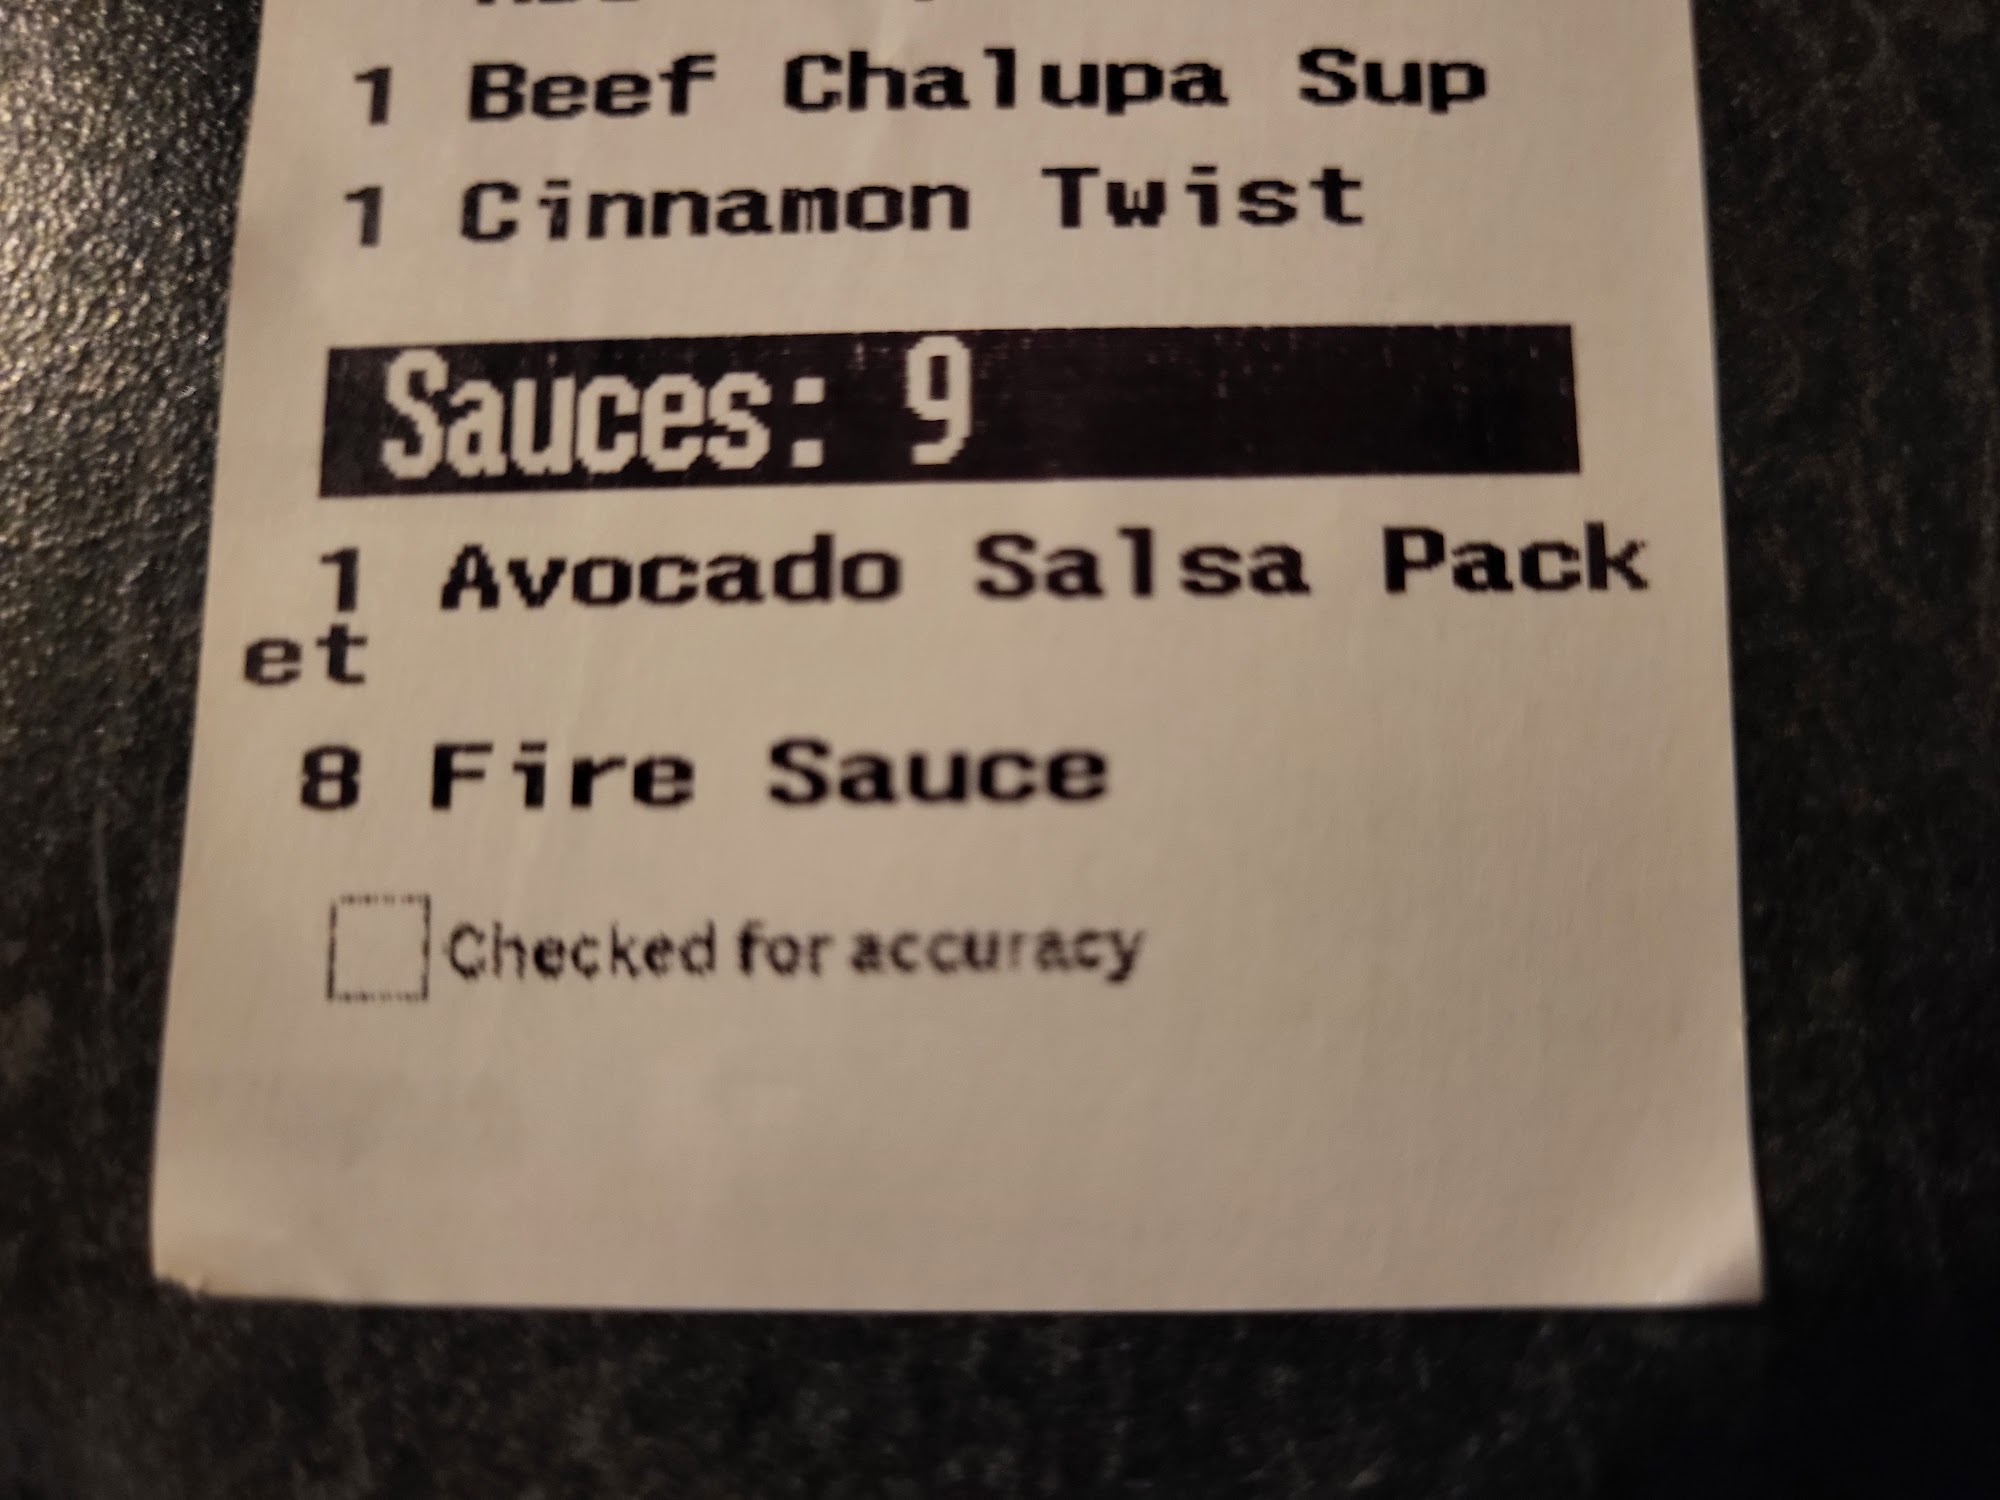 1 Beef Chalupa Sup
1 Cinnamon Twist
Sauces: 9
1 Avocado Salsa Pack
et
8 Fire Sauce
Checked for accuracy